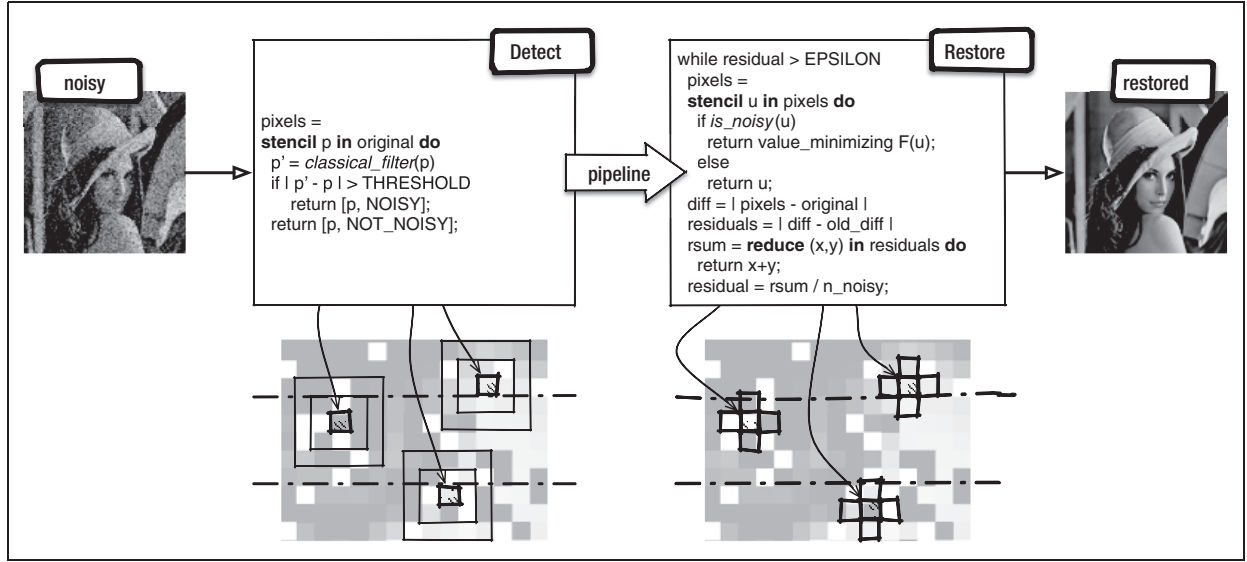 noisy
Detect
pixels =
stencil p in original do
p' = classical_filter(p)
if | p' - p | > THRESHOLD
return [p, NOISY];
return [p, NOT_NOISY];
pipeline
Restore
while residual > EPSILON
pixels =
stencil u in pixels do
if is_noisy(u)
return value_minimizing F(u);
else
return u;
diff = | pixels - original |
residuals = | diff - old_diff |
rsum = reduce (x,y) in residuals do
return x+y;
residual = rsum / n_noisy;
restored